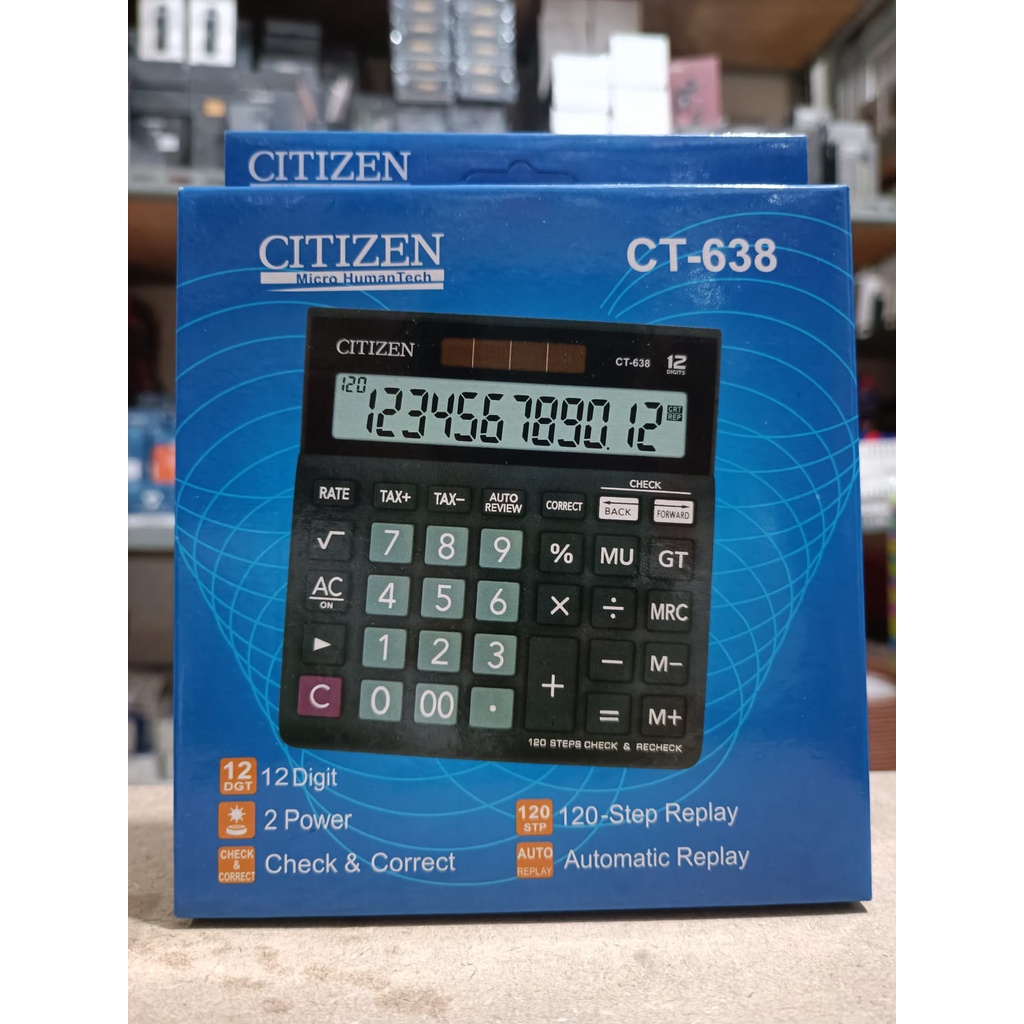 CITIZEN
CITIZEN
Micro HumanTech
CT-638
CITIZEN
CT-638
12
DIGITS
120
1234567890.12
CRT
REP
CHECK
RATE TAX+ TAX− AUTO REVIEW CORRECT BACK FORWARD
√ 7 8 9 % MU GT
AC ON 4 5 6 × ÷ MRC
▶ 1 2 3 + − M−
C 0 00 . = M+
120 STEPS CHECK & RECHECK
12 DGT 12 Digit
2 Power
CHECK & CORRECT Check & Correct
120 STP 120-Step Replay
AUTO REPLAY Automatic Replay